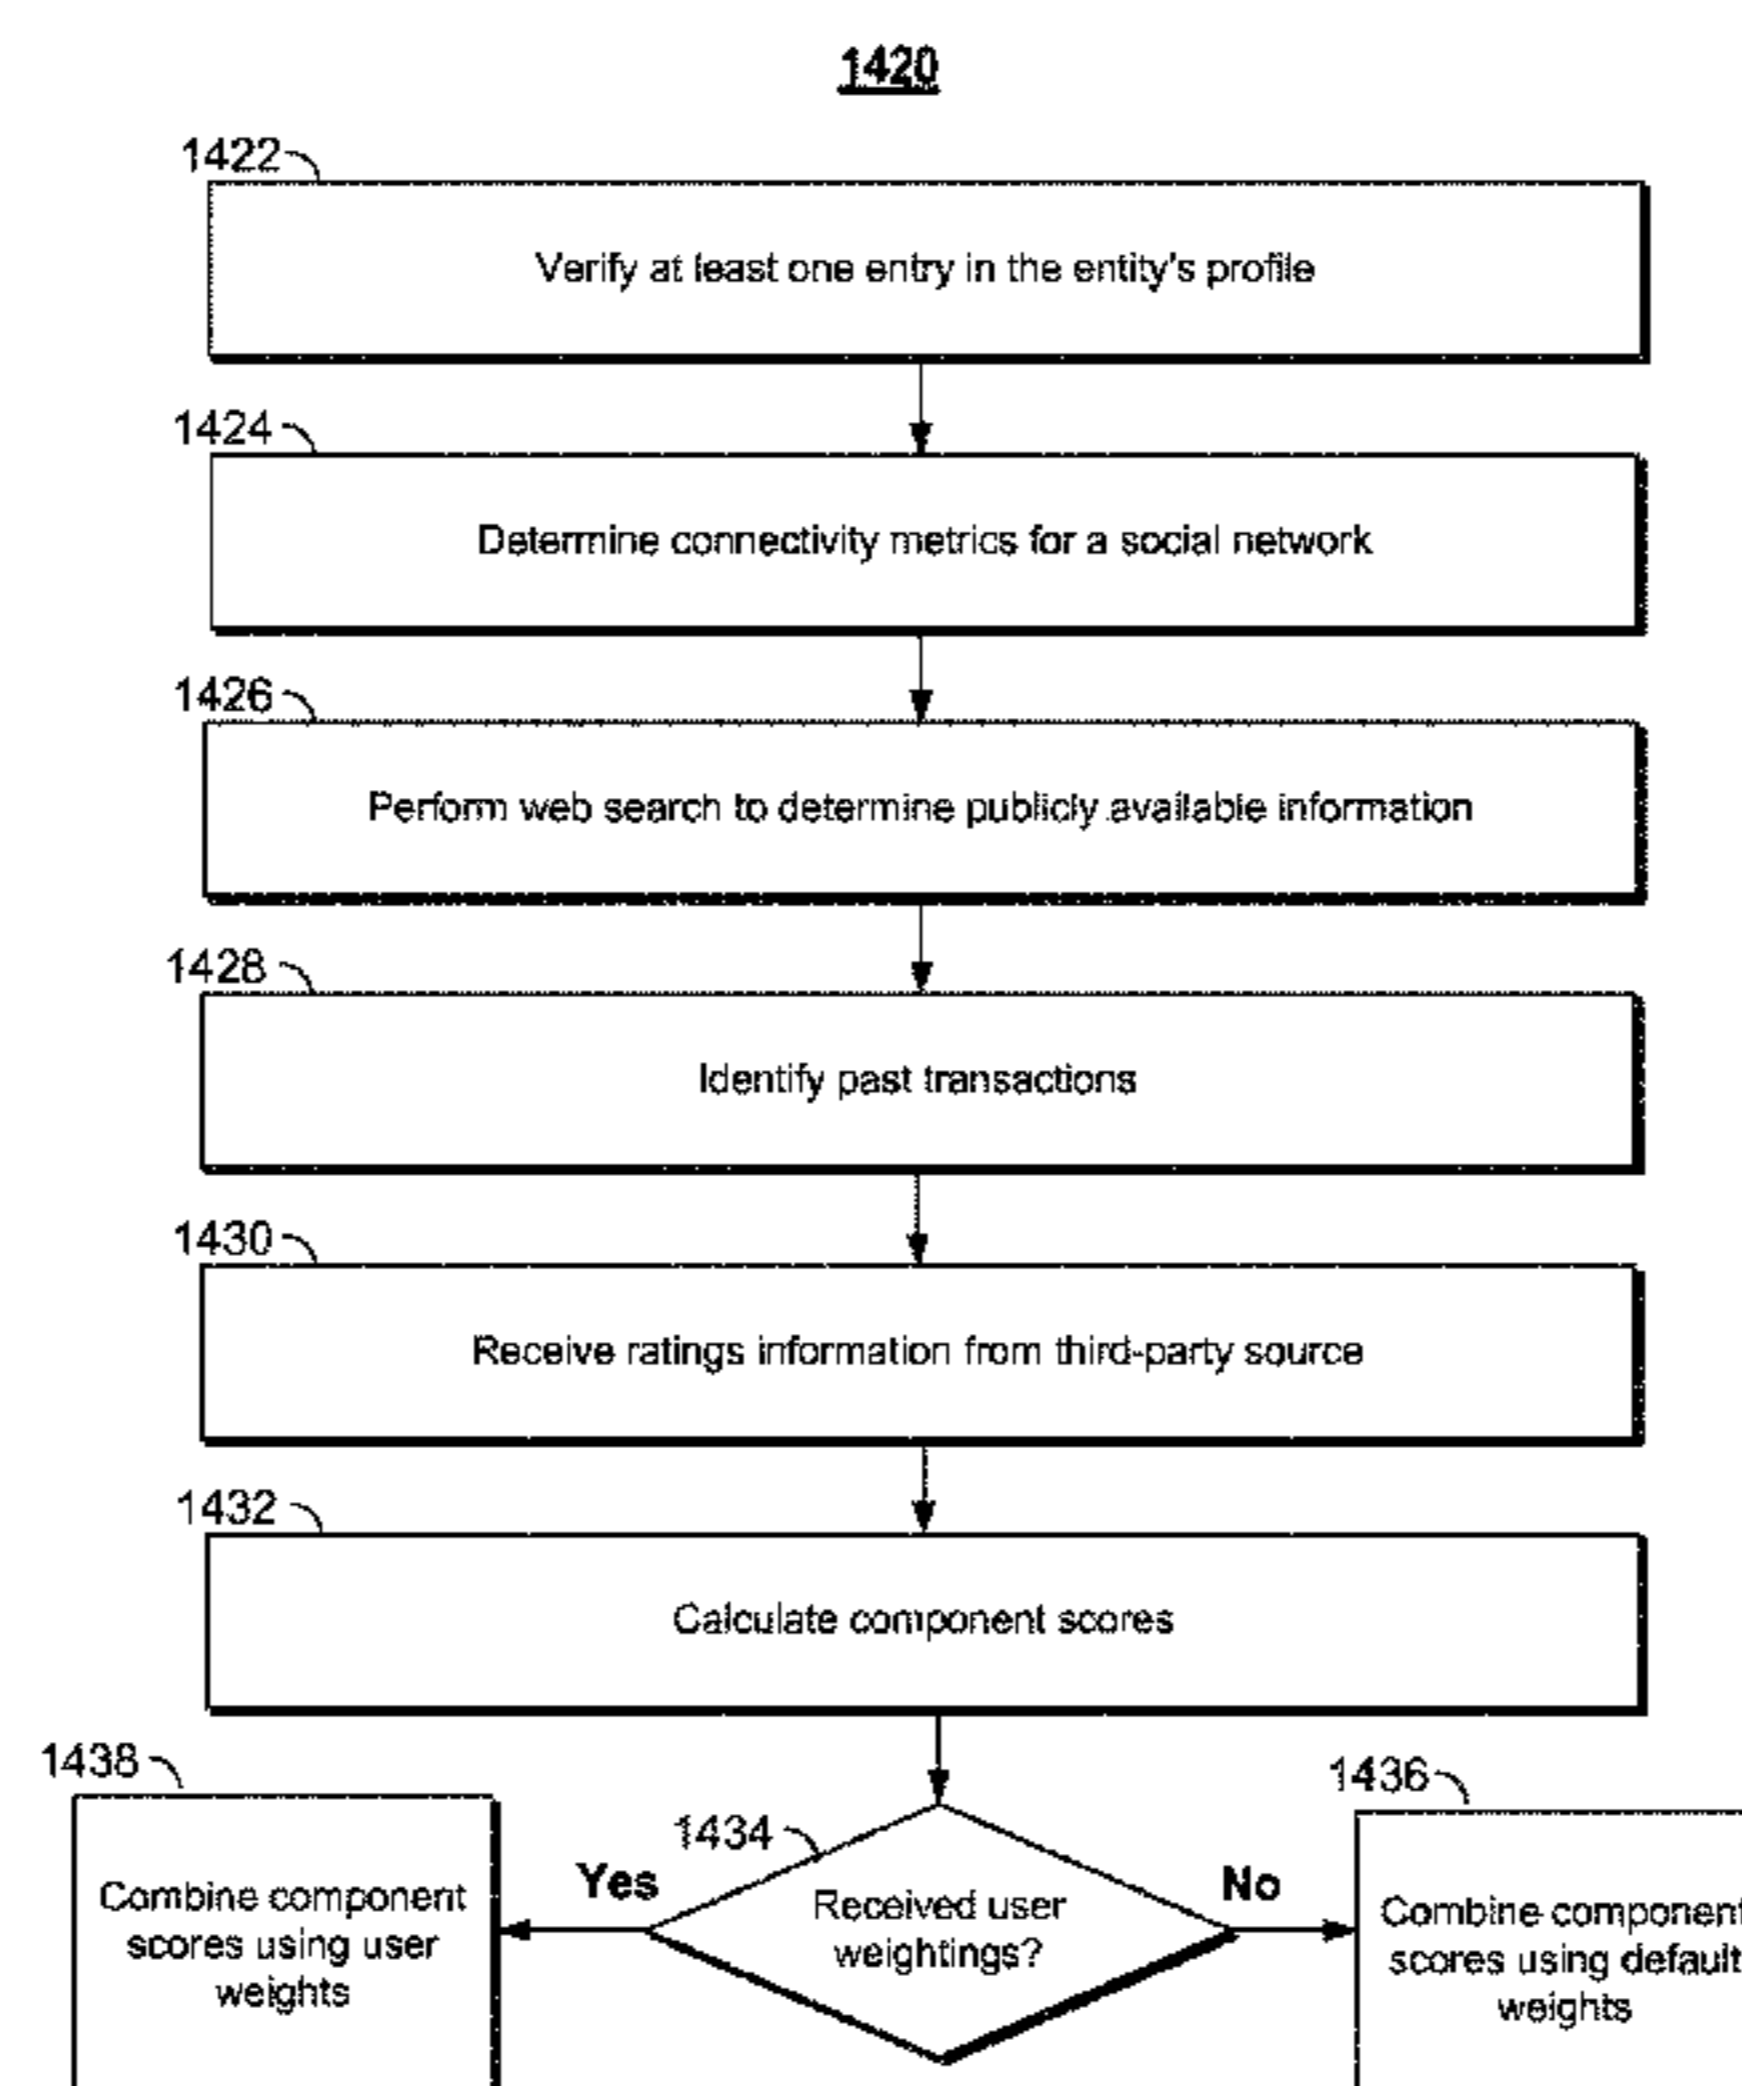 1420
1422
Verify at least one entry in the entity's profile
1424
Determine connectivity metrics for a social network
1426
Perform web search to determine publicly available information
1428
Identify past transactions
1430
Receive ratings information from third-party source
1432
Calculate component scores
1438
1436
1434
Yes
No
Combine component
scores using user
weights
Received user
weightings?
Combine component
scores using default
weights